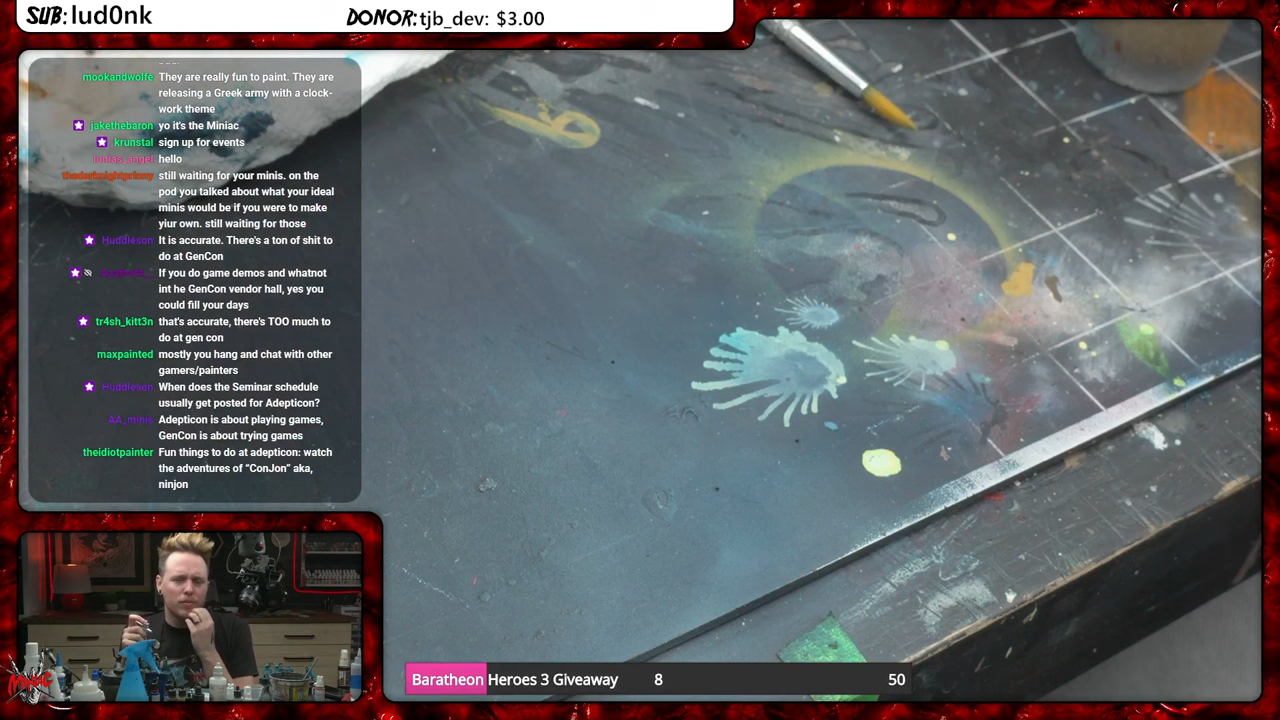 SUB: lud0nk
DONOR: tjb_dev: $3.00
mookandwolfe They are really fun to paint. They are
releasing a Greek army with a clock-
work theme
jakethebaron yo it's the Miniac
krunstal sign up for events
hello
still waiting for your minis. on the
pod you talked about what your ideal
minis would be if you were to make
yiur own. still waiting for those
Huddleson It is accurate. There's a ton of shit to
do at GenCon
If you do game demos and whatnot
int he GenCon vendor hall, yes you
could fill your days
tr4sh_kitt3n that's accurate, there's TOO much to
do at gen con
maxpainted mostly you hang and chat with other
gamers/painters
Huddleson When does the Seminar schedule
usually get posted for Adepticon?
AA_minis Adepticon is about playing games,
GenCon is about trying games
theidiotpainter Fun things to do at adepticon: watch
the adventures of "ConJon" aka,
ninjon
Baratheon Heroes 3 Giveaway 8 50